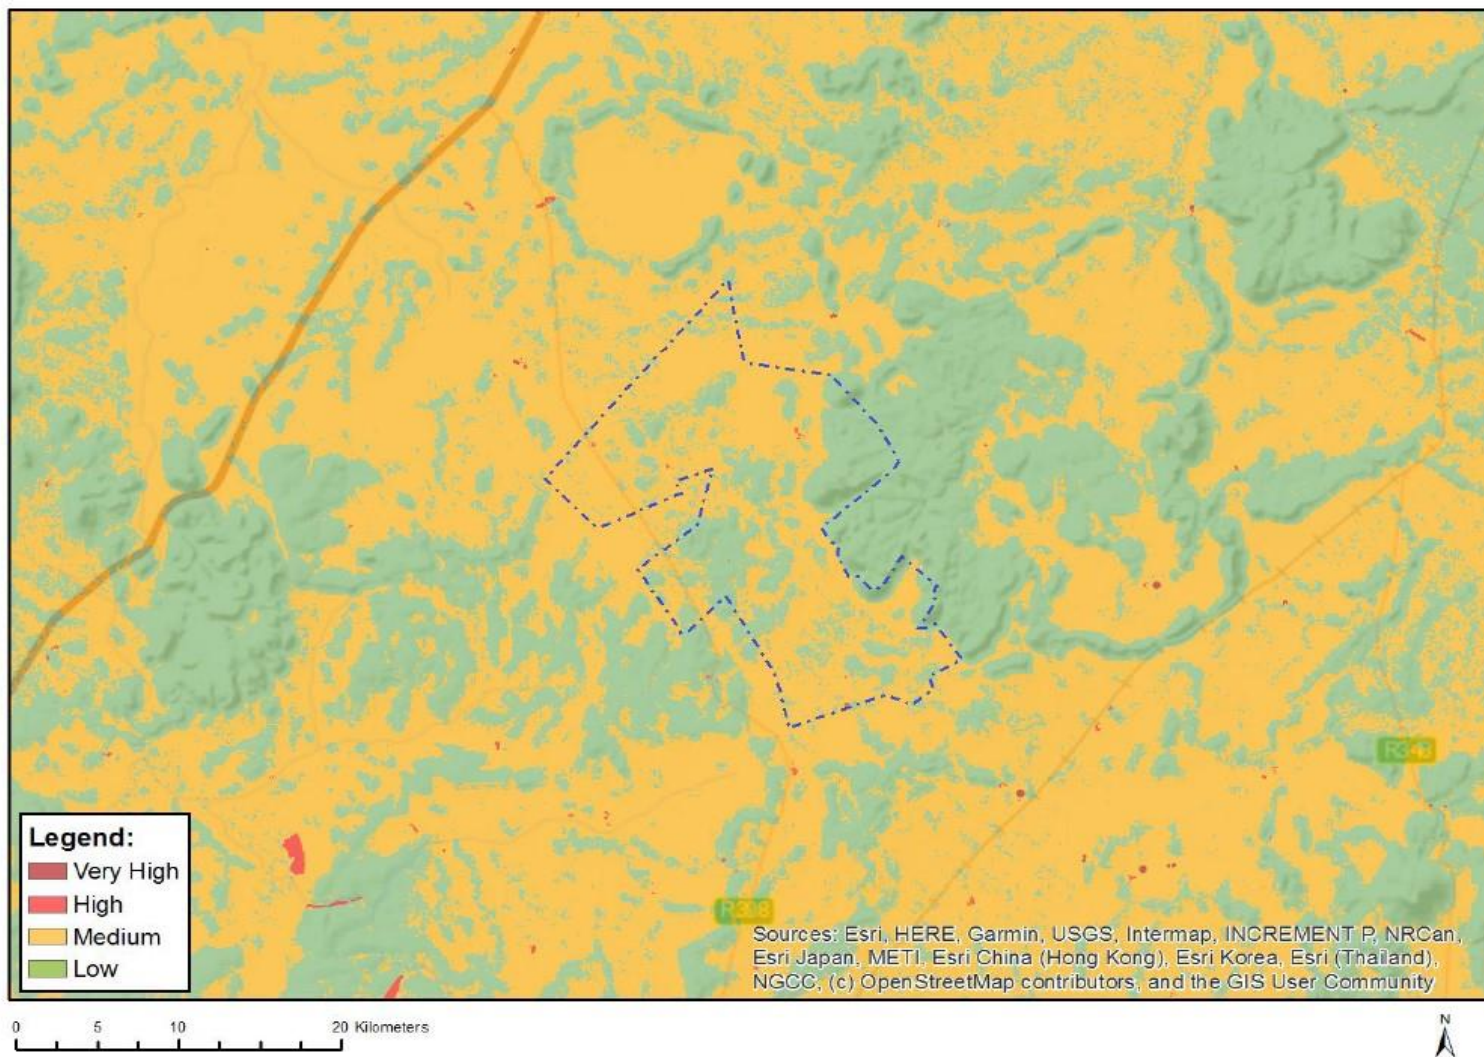 R348
Legend:
Very High
High
Medium
Low
Sources: Esri, HERE, Garmin, USGS, Intermap, INCREMENT P, NRCan,
Esri Japan, METI, Esri China (Hong Kong), Esri Korea, Esri (Thailand),
NGCC, (c) OpenStreetMap contributors, and the GIS User Community
0 5 10 20 Kilometers
N